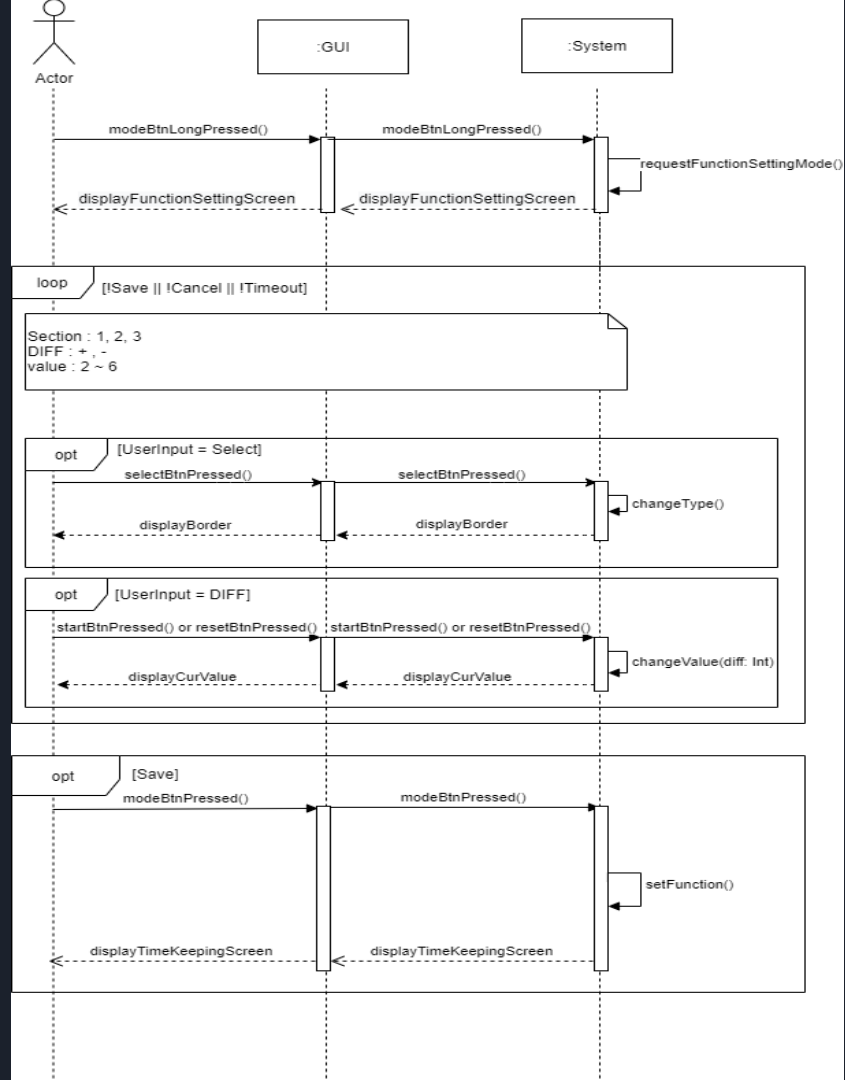 :GUI
:System
Actor
modeBtnLongPressed()
modeBtnLongPressed()
requestFunctionSettingMode()
displayFunctionSettingScreen
displayFunctionSettingScreen
loop
[!Save || !Cancel || !Timeout]
Section : 1, 2, 3
DIFF : + , -
value : 2 ~ 6
opt
[UserInput = Select]
selectBtnPressed()
selectBtnPressed()
changeType()
displayBorder
displayBorder
opt
[UserInput = DIFF]
startBtnPressed() or resetBtnPressed()
startBtnPressed() or resetBtnPressed()
changeValue(diff: Int)
displayCurValue
displayCurValue
opt
[Save]
modeBtnPressed()
modeBtnPressed()
setFunction()
displayTimeKeepingScreen
displayTimeKeepingScreen